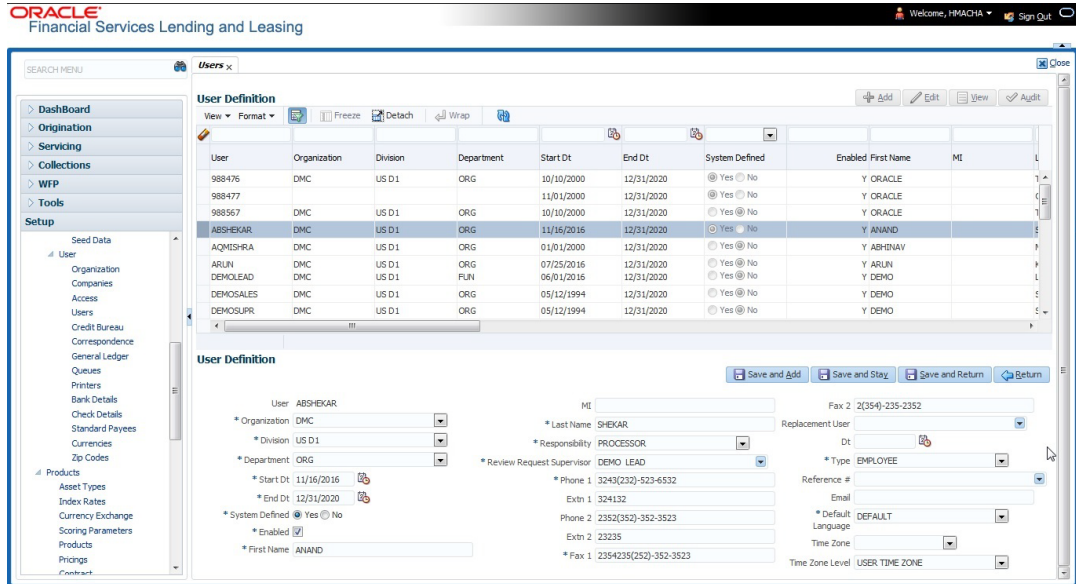 ORACLE
Financial Services Lending and Leasing
Welcome, HMACHA
Sign Out
SEARCH MENU
Users x
Close
DashBoard
Origination
Servicing
Collections
WFP
Tools
Setup
Seed Data
User
Organization
Companies
Access
Users
Credit Bureau
Correspondence
General Ledger
Queues
Printers
Bank Details
Check Details
Standard Payees
Currencies
Zip Codes
Products
Asset Types
Index Rates
Currency Exchange
Scoring Parameters
Products
Pricings
Contract
User Definition
Add Edit View Audit
View Format Freeze Detach Wrap
User Organization Division Department Start Dt End Dt System Defined Enabled First Name MI L
988476 DMC US D1 ORG 10/10/2000 12/31/2020 Yes No Y ORACLE
988477 11/01/2000 12/31/2020 Yes No Y ORACLE
988567 DMC US D1 ORG 10/10/2000 12/31/2020 Yes No Y ORACLE
ABSHEKAR DMC US D1 ORG 11/16/2016 12/31/2020 Yes No Y ANAND
AQMISHRA DMC US D1 ORG 01/01/2000 12/31/2020 Yes No Y ABHINAV
ARUN DMC US D1 ORG 07/25/2016 12/31/2020 Yes No Y ARUN
DEMOLEAD DMC US D1 FUN 06/01/2016 12/31/2020 Yes No Y DEMO
DEMOSALES DMC US D1 ORG 05/12/1994 12/31/2020 Yes No Y DEMO
DEMOSUPR DMC US D1 ORG 05/12/1994 12/31/2020 Yes No Y DEMO
User Definition
Save and Add Save and Stay Save and Return Return
User ABSHEKAR
* Organization DMC
* Division US D1
* Department ORG
* Start Dt 11/16/2016
* End Dt 12/31/2020
* System Defined Yes No
* Enabled
* First Name ANAND
MI
* Last Name SHEKAR
* Responsibility PROCESSOR
* Review Request Supervisor DEMO LEAD
* Phone 1 3243(232)-523-6532
Extn 1 324132
Phone 2 2352(352)-352-3523
Extn 2 23235
* Fax 1 2354235(252)-352-3523
Fax 2 2(354)-235-2352
Replacement User
Dt
* Type EMPLOYEE
Reference #
Email
* Default Language DEFAULT
Time Zone
Time Zone Level USER TIME ZONE